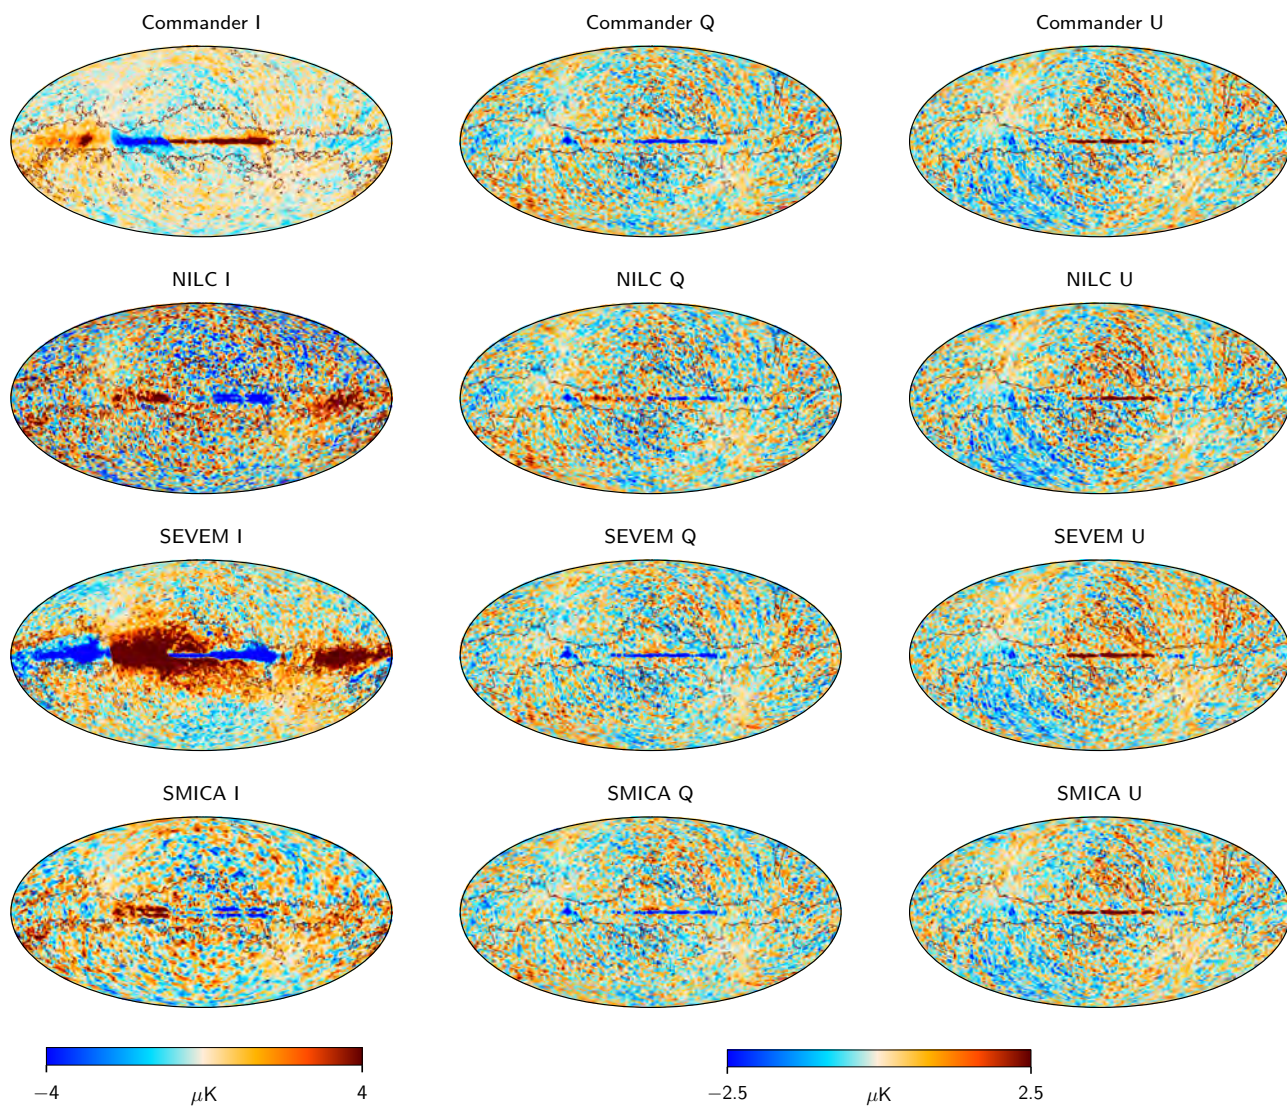 Commander I
Commander Q
Commander U
NILC I
NILC Q
NILC U
SEVEM I
SEVEM Q
SEVEM U
SMICA I
SMICA Q
SMICA U
−4 μK 4
−2.5 μK 2.5